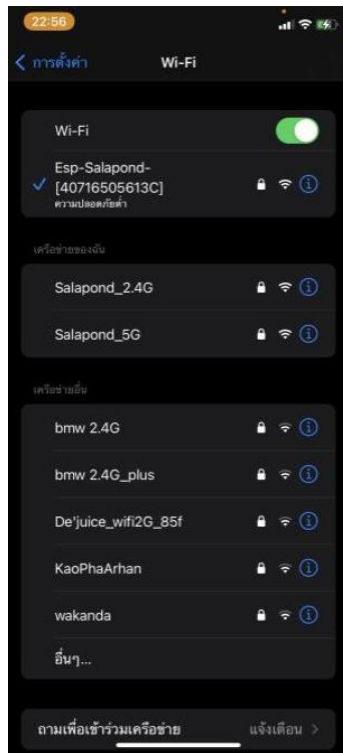 22:56
การตั้งค่า
Wi-Fi
Wi-Fi
Esp-Salapond-
[40716505613C]
ความปลอดภัยต่ำ
เครือข่ายของฉัน
Salapond_2.4G
Salapond_5G
เครือข่ายอื่น
bmw 2.4G
bmw 2.4G_plus
De'juice_wifi2G_85f
KaoPhaArhan
wakanda
อื่นๆ...
ถามเพื่อเข้าร่วมเครือข่าย แจ้งเตือน